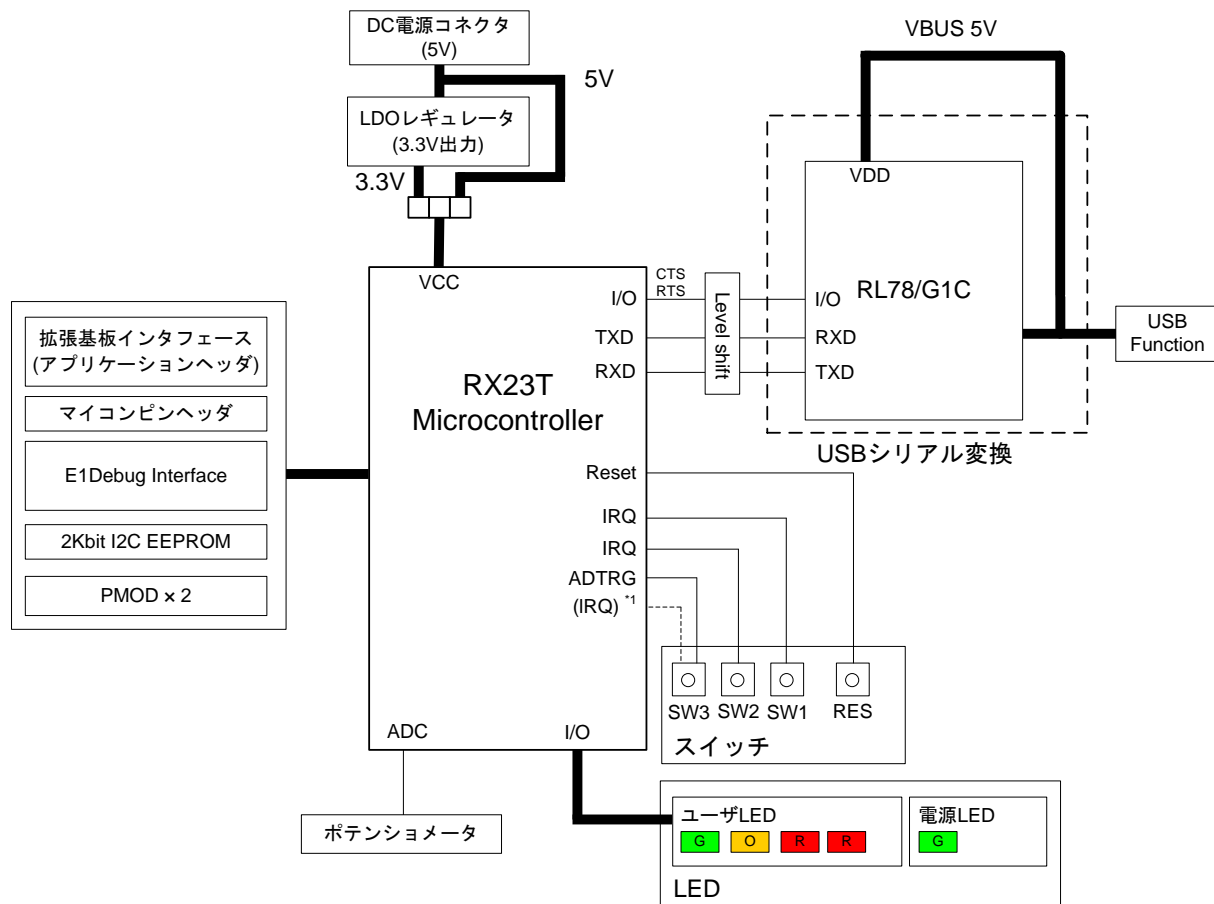 DC電源コネクタ
(5V)
5V
LDOレギュレータ
(3.3V出力)
3.3V
VBUS 5V
VDD
RL78/G1C
I/O
RXD
TXD
USB
Function
USBシリアル変換
Level shift
CTS
RTS
VCC
I/O
TXD
RXD
RX23T
Microcontroller
Reset
IRQ
IRQ
ADTRG
(IRQ) *1
ADC
I/O
拡張基板インタフェース
(アプリケーションヘッダ)
マイコンピンヘッダ
E1Debug Interface
2Kbit I2C EEPROM
PMOD × 2
SW3
SW2
SW1
RES
スイッチ
ポテンショメータ
ユーザLED
G
O
R
R
電源LED
G
LED